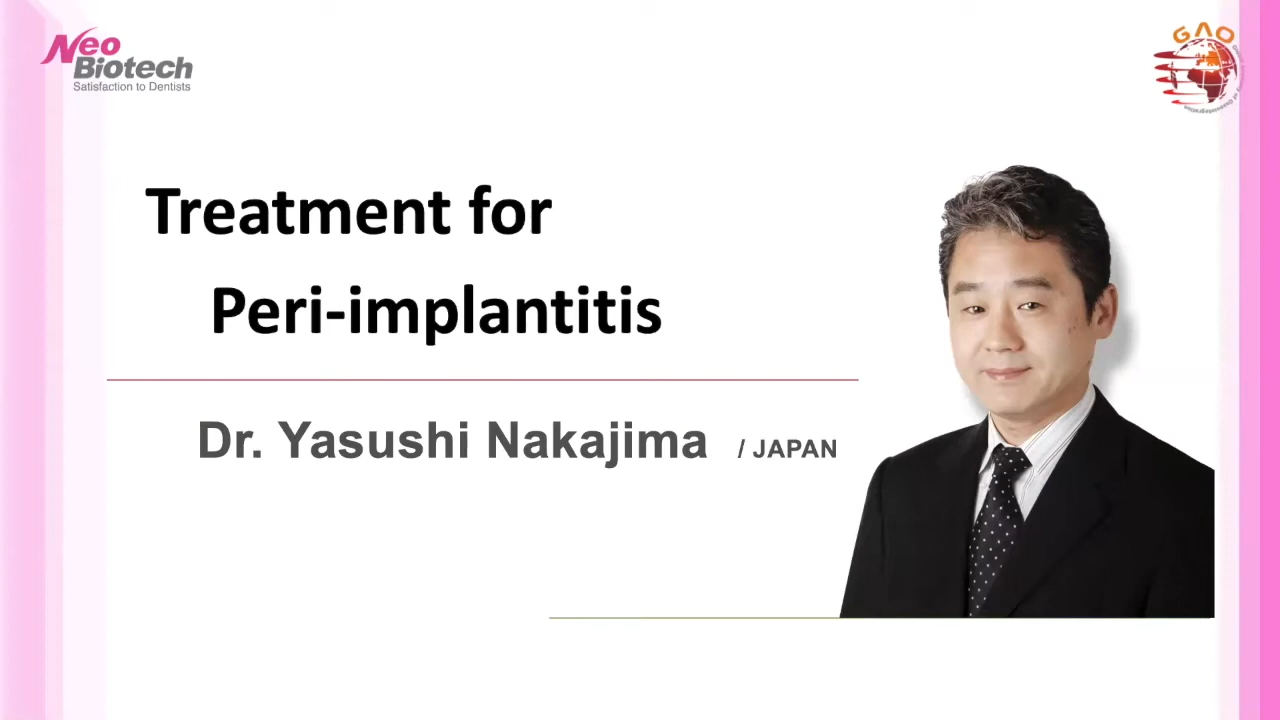 Neo
Biotech
Satisfaction to Dentists
GAO
Treatment for
Peri-implantitis
Dr. Yasushi Nakajima / JAPAN